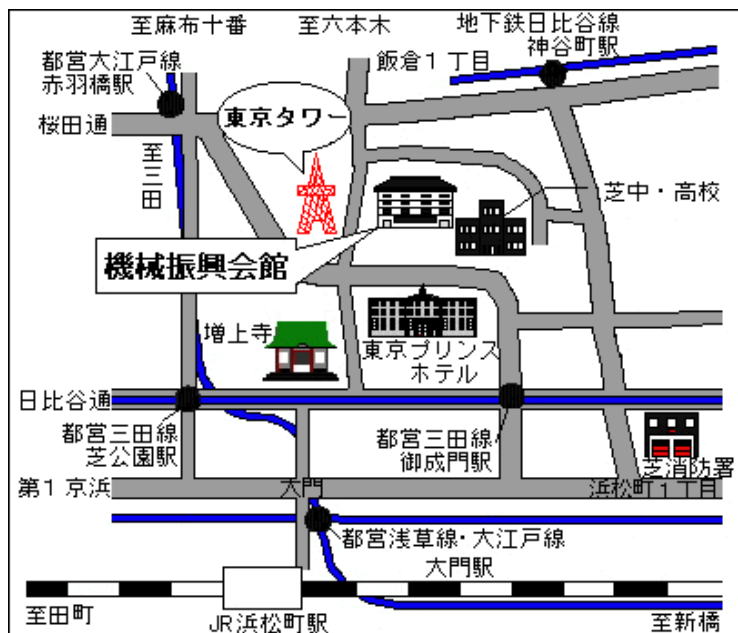 至麻布十番
至六本木
地下鉄日比谷線
神谷町駅
都営大江戸線
赤羽橋駅
飯倉1丁目
東京タワー
桜田通
至三田
芝中・高校
機械振興会館
増上寺
東京プリンス
ホテル
日比谷通
都営三田線
芝公園駅
都営三田線
御成門駅
芝消防署
第1京浜
大門
浜松町1丁目
都営浅草線・大江戸線
大門駅
至田町
JR浜松町駅
至新橋